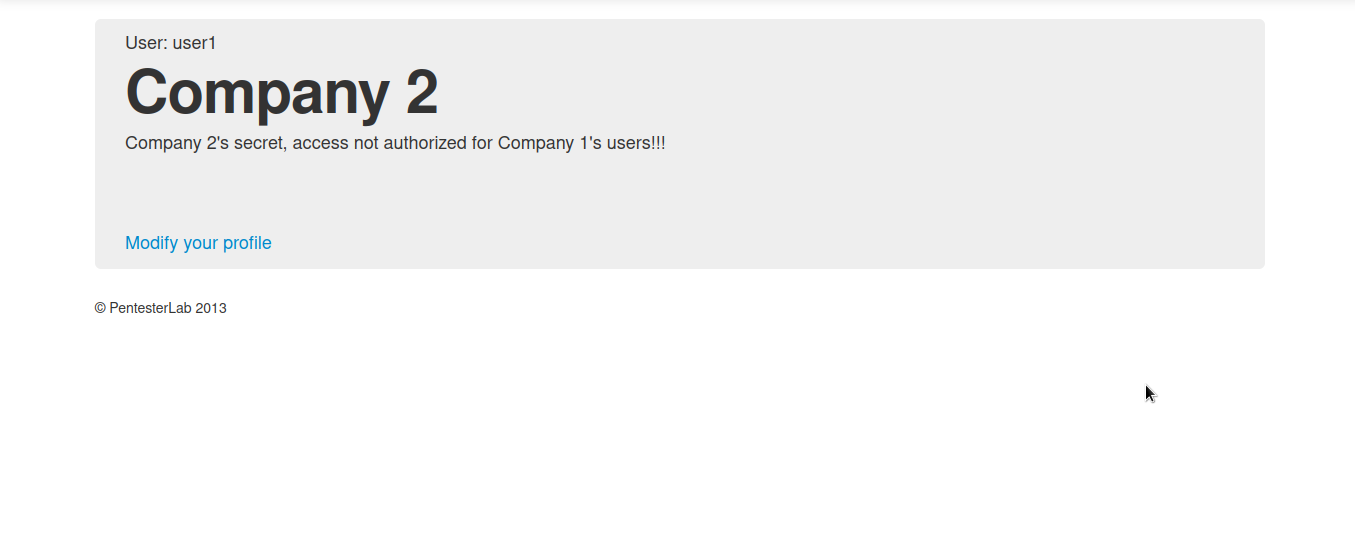 User: user1
Company 2
Company 2's secret, access not authorized for Company 1's users!!!
Modify your profile
© PentesterLab 2013